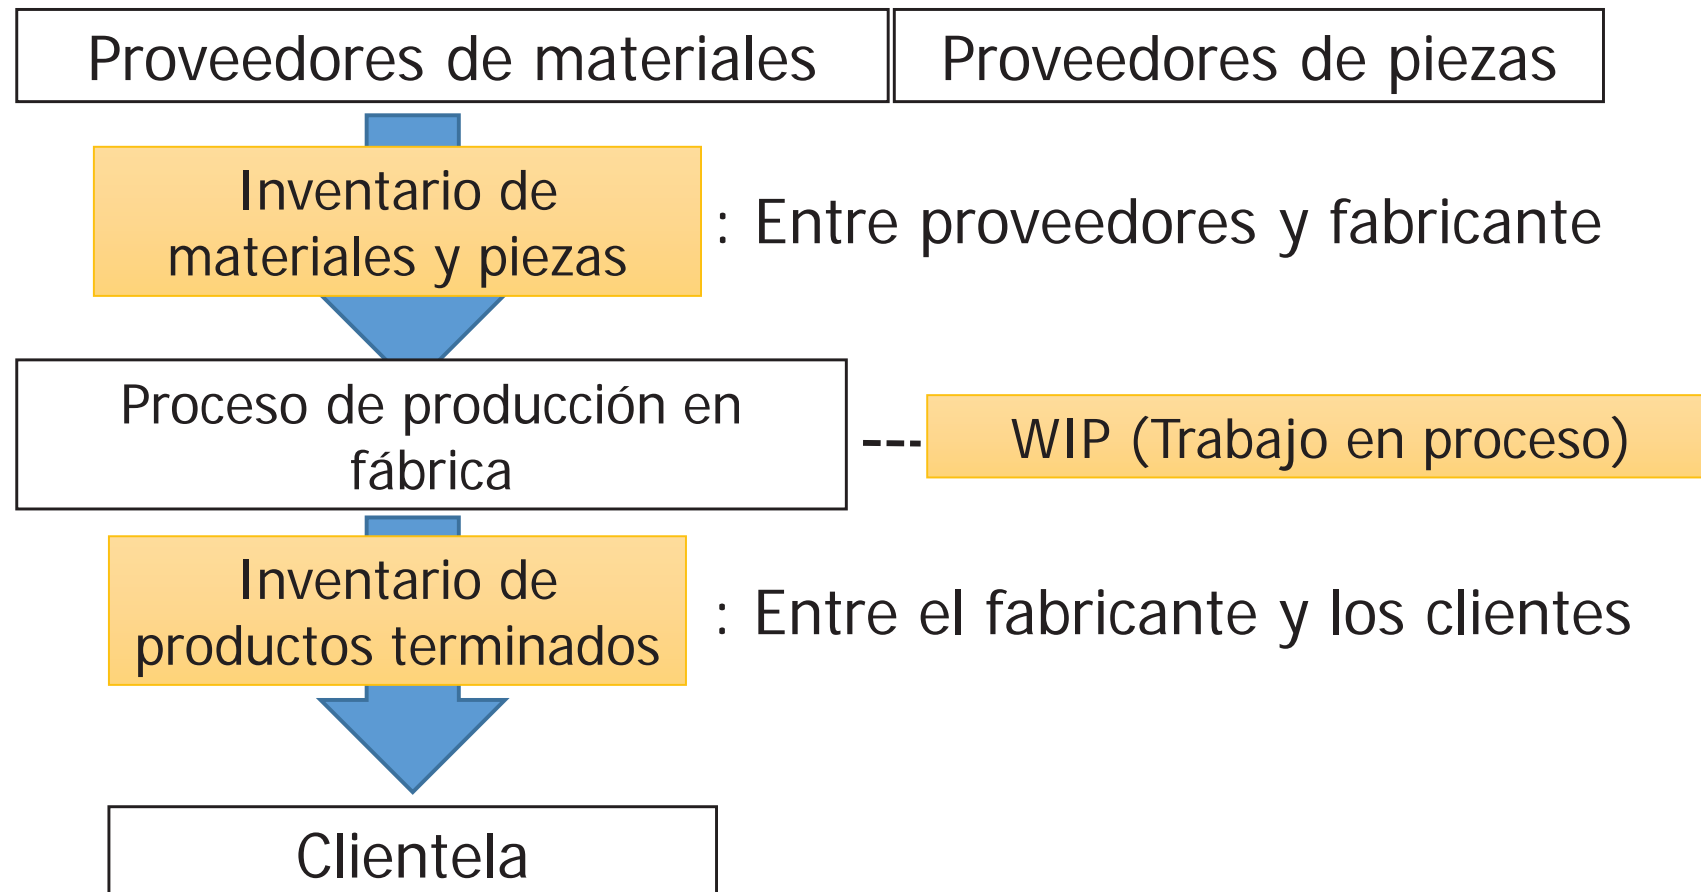 Proveedores de materiales
Proveedores de piezas
Inventario de
materiales y piezas
: Entre proveedores y fabricante
Proceso de producción en
fábrica
WIP (Trabajo en proceso)
Inventario de
productos terminados
: Entre el fabricante y los clientes
Clientela